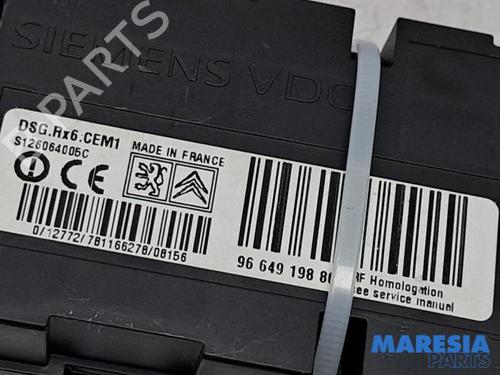 SIEMENS VDO
DSG.Rx6.CEM1
S126064005C
MADE IN FRANCE
CE
0/12772/781166278/08156
96 649 198 80
RF Homologation
see service manual
B-PARTS
MARESIA
PARTS